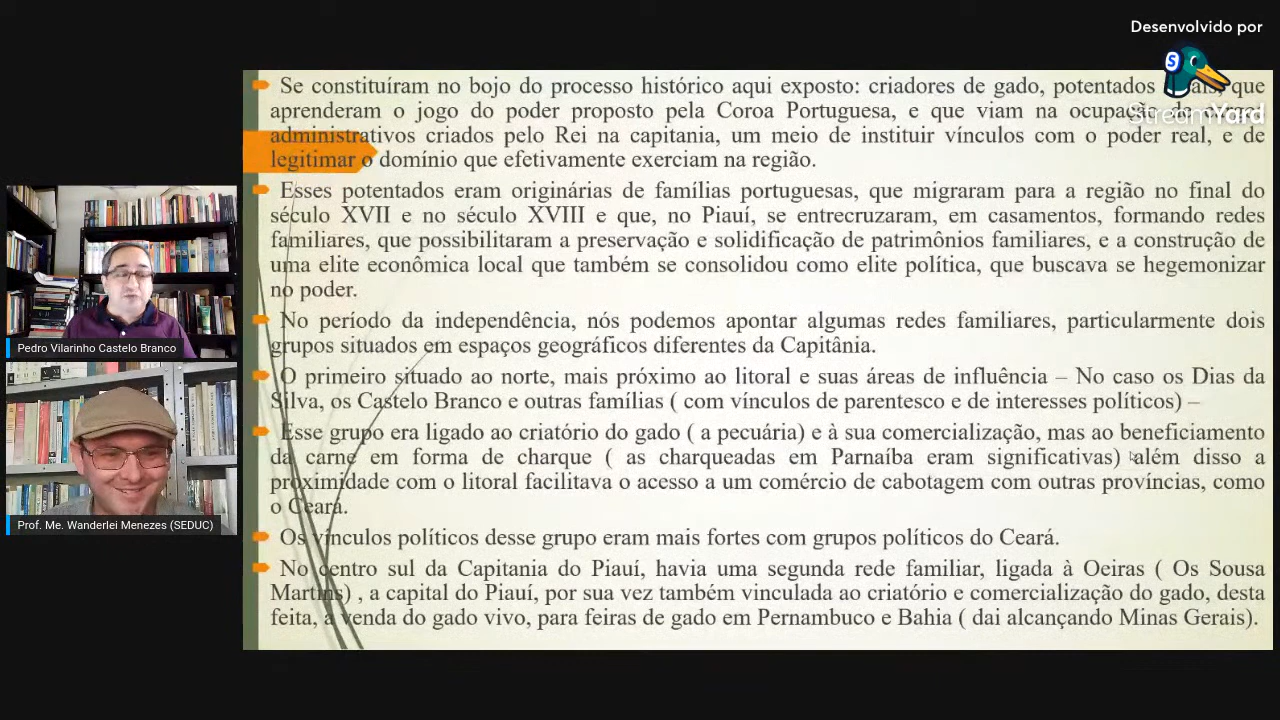 Desenvolvido por
StreamYard
Se constituíram no bojo do processo histórico aqui exposto: criadores de gado, potentados que
aprenderam o jogo do poder proposto pela Coroa Portuguesa, e que viam na
administrativos criados pelo Rei na capitania, um meio de instituir vínculos com o poder real, e de
legitimar o domínio que efetivamente exerciam na região.
Esses potentados eram originárias de famílias portuguesas, que migraram para a região no final do
século XVII e no século XVIII e que, no Piauí, se entrecruzaram, em casamentos, formando redes
familiares, que possibilitaram a preservação e solidificação de patrimônios familiares, e a construção de
uma elite econômica local que também se consolidou como elite política, que buscava se hegemonizar
no poder.
No período da independência, nós podemos apontar algumas redes familiares, particularmente dois
grupos situados em espaços geográficos diferentes da Capitânia.
O primeiro situado ao norte, mais próximo ao litoral e suas áreas de influência – No caso os Dias da
Silva, os Castelo Branco e outras famílias ( com vínculos de parentesco e de interesses políticos) –
Esse grupo era ligado ao criatório do gado ( a pecuária) e à sua comercialização, mas ao beneficiamento
da carne em forma de charque ( as charqueadas em Parnaíba eram significativas) além disso a
proximidade com o litoral facilitava o acesso a um comércio de cabotagem com outras províncias, como
o Ceará.
Os vínculos políticos desse grupo eram mais fortes com grupos políticos do Ceará.
No centro sul da Capitania do Piauí, havia uma segunda rede familiar, ligada à Oeiras ( Os Sousa
Martins) , a capital do Piauí, por sua vez também vinculada ao criatório e comercialização do gado, desta
feita, a venda do gado vivo, para feiras de gado em Pernambuco e Bahia ( dai alcançando Minas Gerais).
Pedro Vilarinho Castelo Branco
Prof. Me. Wanderlei Menezes (SEDUC)